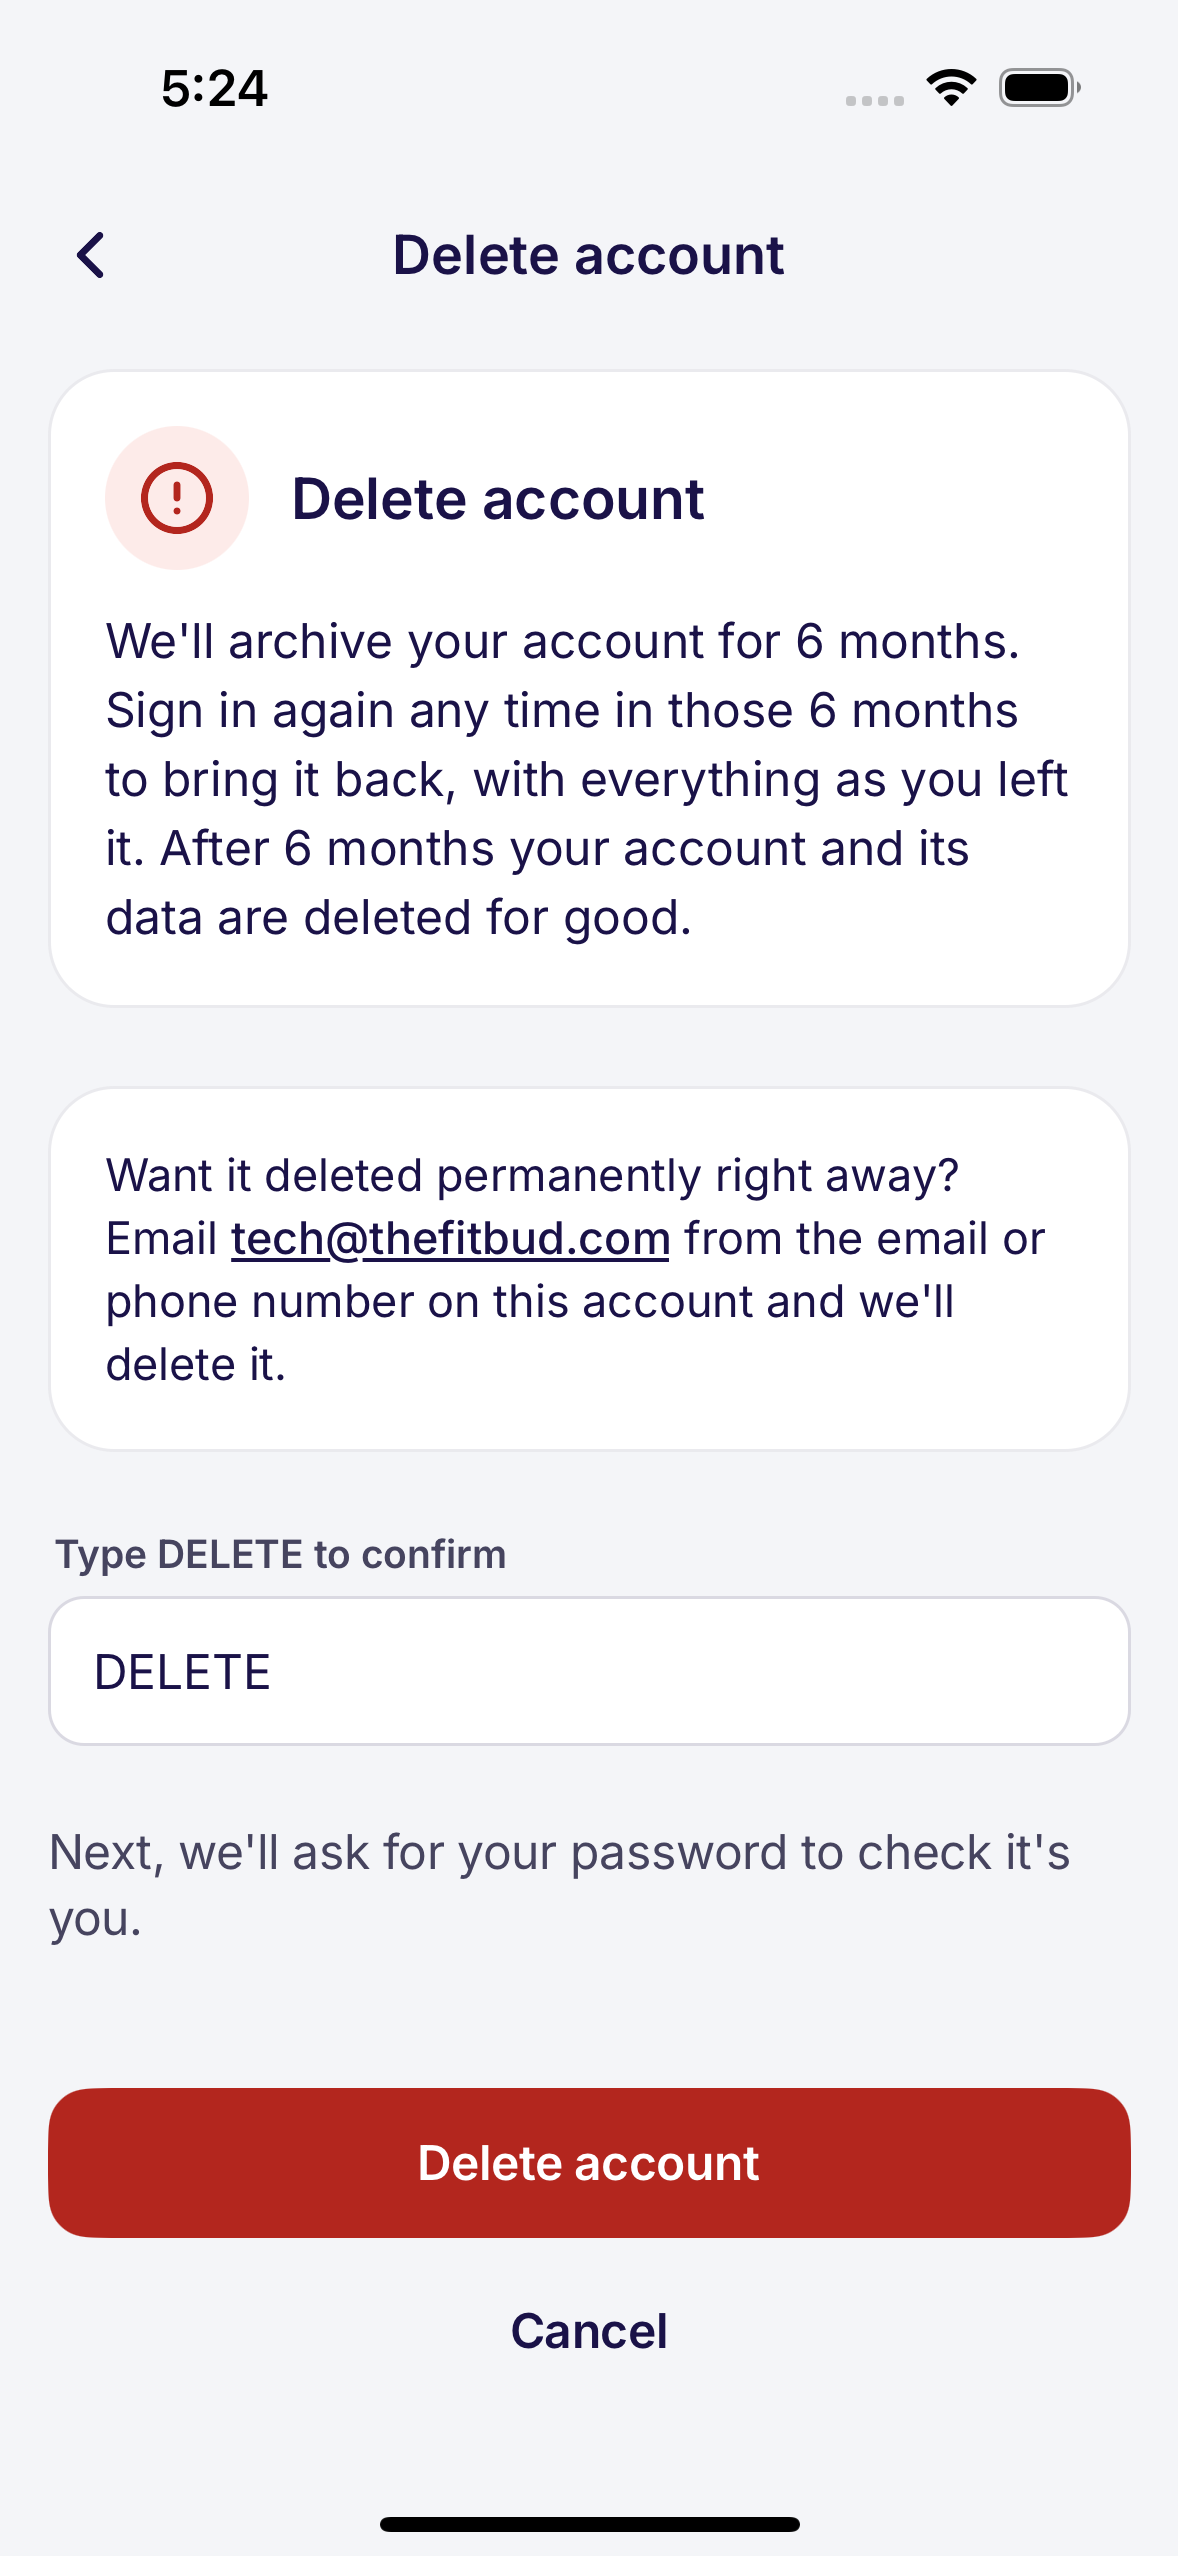 5:24
Delete account
Delete account
We'll archive your account for 6 months.
Sign in again any time in those 6 months
to bring it back, with everything as you left
it. After 6 months your account and its
data are deleted for good.
Want it deleted permanently right away?
Email tech@thefitbud.com from the email or
phone number on this account and we'll
delete it.
Type DELETE to confirm
DELETE
Next, we'll ask for your password to check it's
you.
Delete account
Cancel